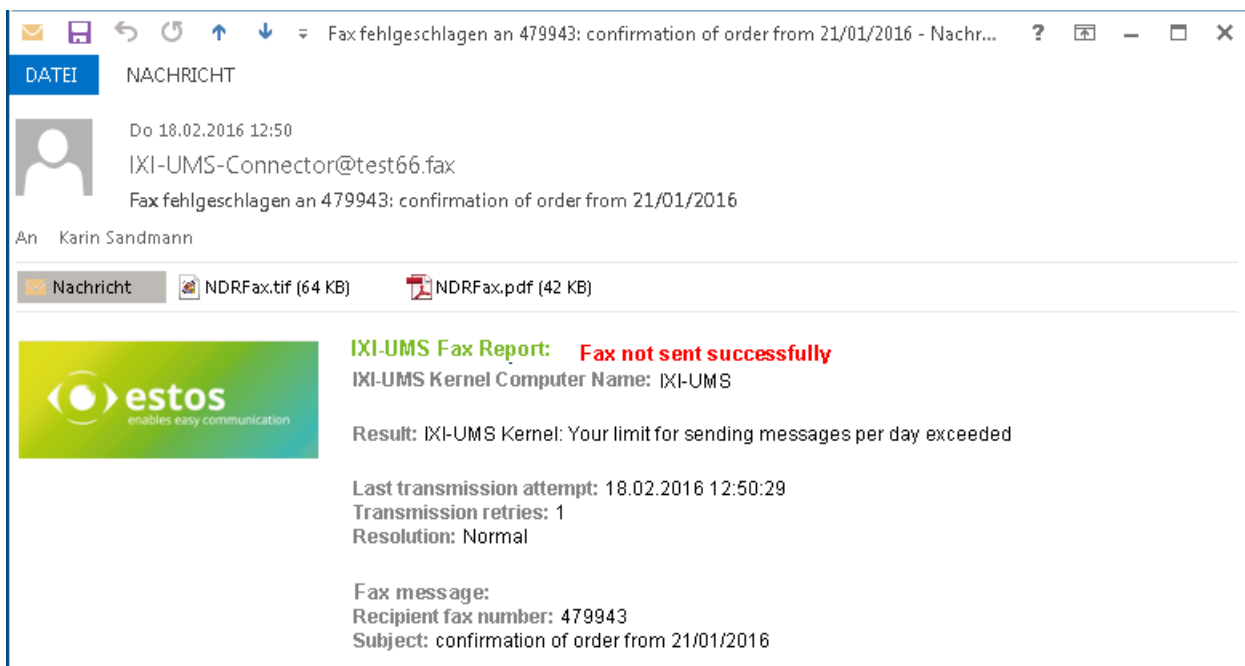 Fax fehlgeschlagen an 479943: confirmation of order from 21/01/2016 - Nachr... ?
DATEI NACHRICHT
Do 18.02.2016 12:50
IXI-UMS-Connector@test66.fax
Fax fehlgeschlagen an 479943: confirmation of order from 21/01/2016
An Karin Sandmann
Nachricht NDRFax.tif (64 KB) NDRFax.pdf (42 KB)
estos
enables easy communication
IXI-UMS Fax Report: Fax not sent successfully
IXI-UMS Kernel Computer Name: IXI-UMS
Result: IXI-UMS Kernel: Your limit for sending messages per day exceeded
Last transmission attempt: 18.02.2016 12:50:29
Transmission retries: 1
Resolution: Normal
Fax message:
Recipient fax number: 479943
Subject: confirmation of order from 21/01/2016